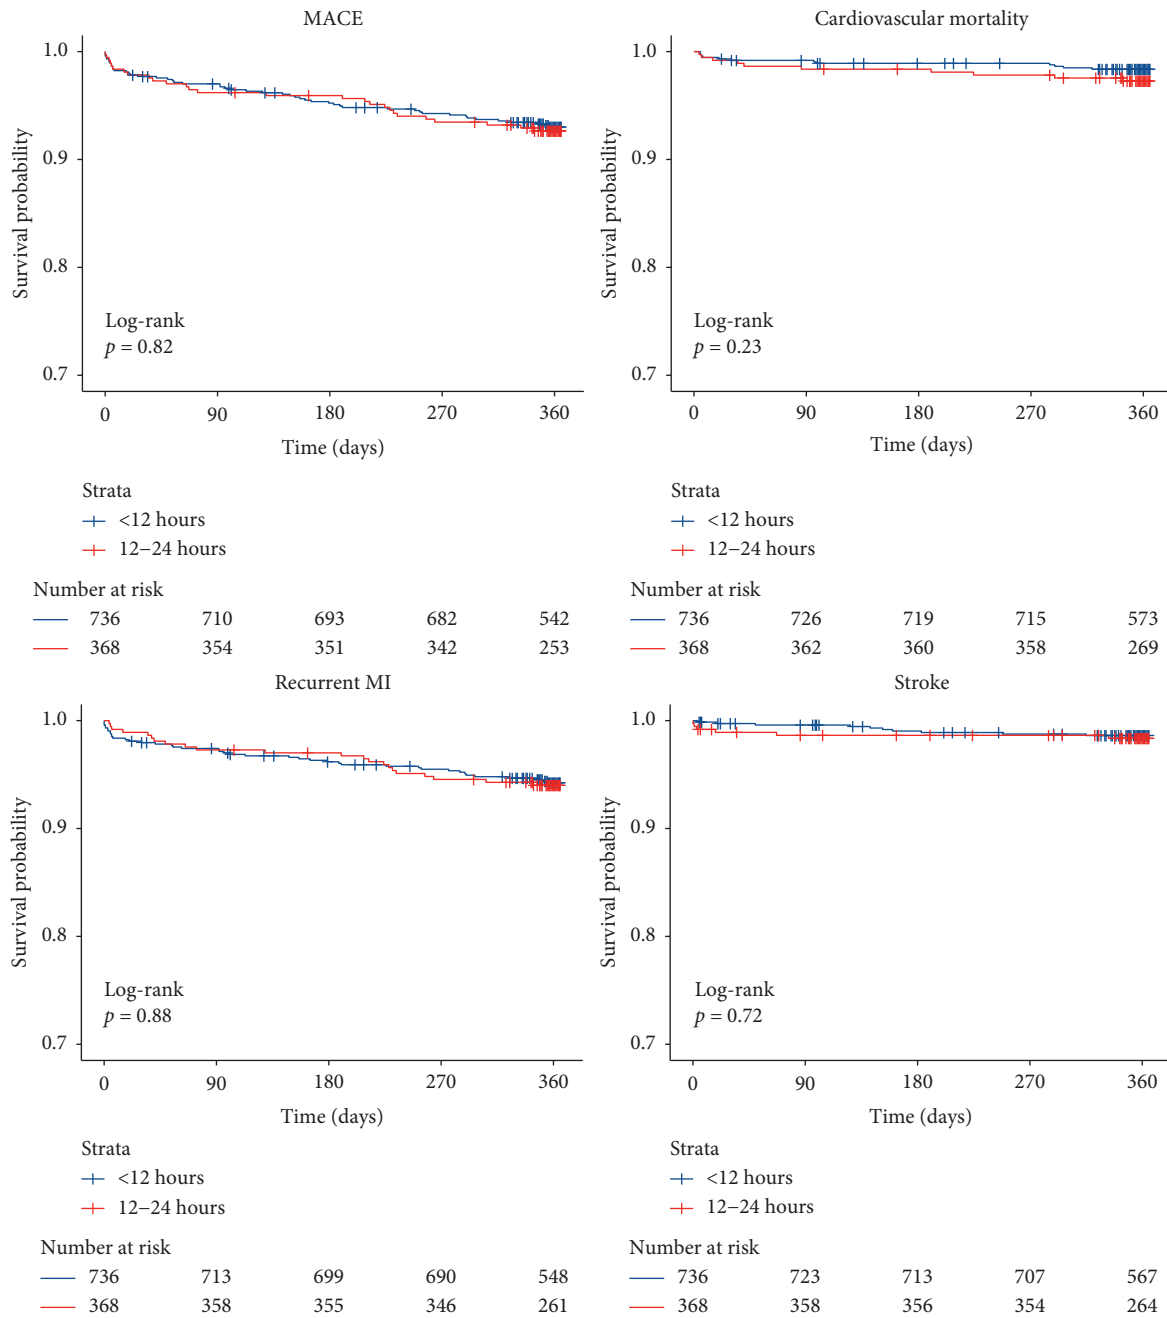 MACE
1.0
0.9
0.8
0.7
Survival probability
Log-rank
p = 0.82
0 90 180 270 360
Time (days)
Strata
<12 hours
12–24 hours
Number at risk
736 710 693 682 542
368 354 351 342 253
Cardiovascular mortality
1.0
0.9
0.8
0.7
Survival probability
Log-rank
p = 0.23
0 90 180 270 360
Time (days)
Strata
<12 hours
12–24 hours
Number at risk
736 726 719 715 573
368 362 360 358 269
Recurrent MI
1.0
0.9
0.8
0.7
Survival probability
Log-rank
p = 0.88
0 90 180 270 360
Time (days)
Strata
<12 hours
12–24 hours
Number at risk
736 713 699 690 548
368 358 355 346 261
Stroke
1.0
0.9
0.8
0.7
Survival probability
Log-rank
p = 0.72
0 90 180 270 360
Time (days)
Strata
<12 hours
12–24 hours
Number at risk
736 723 713 707 567
368 358 356 354 264